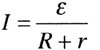 I = ε / (R + r)